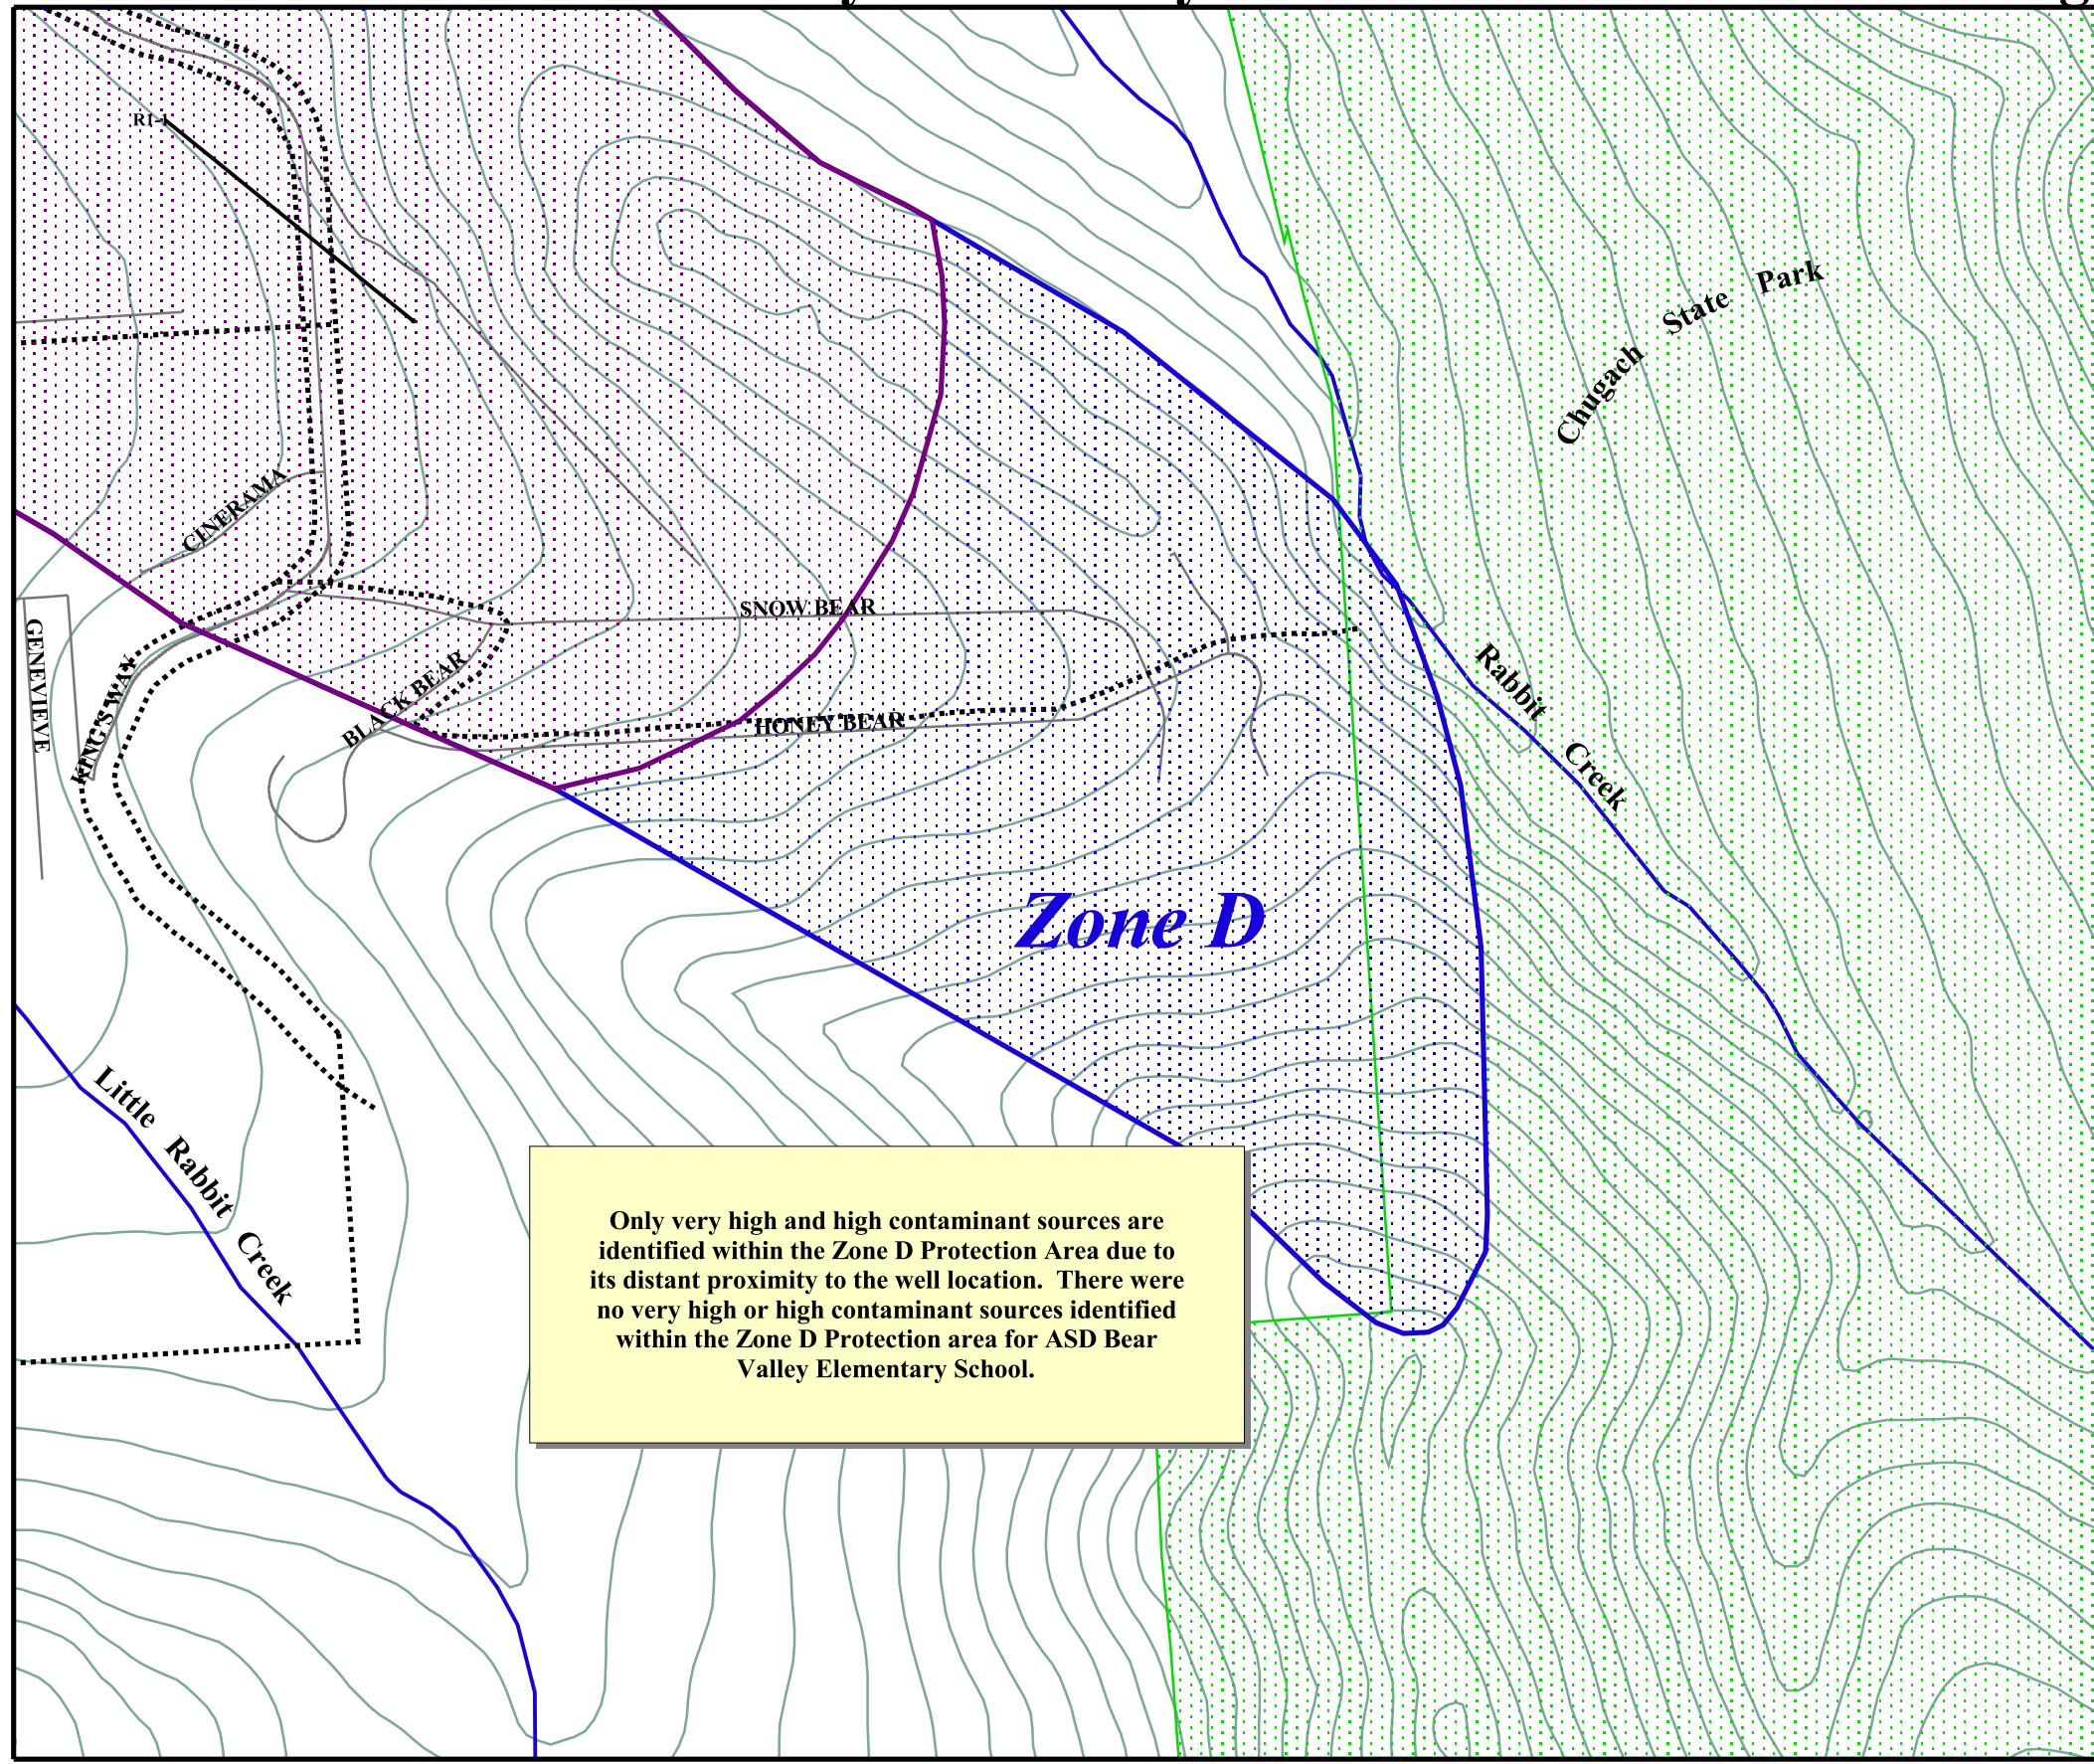 R1-1
Chugach State Park
CINERAMA
SNOW BEAR
GENEVIEVE
KING'S WAY
BLACK BEAR
HONEY BEAR
Rabbit Creek
Zone D
Little Rabbit Creek
Only very high and high contaminant sources are
identified within the Zone D Protection Area due to
its distant proximity to the well location. There were
no very high or high contaminant sources identified
within the Zone D Protection area for ASD Bear
Valley Elementary School.